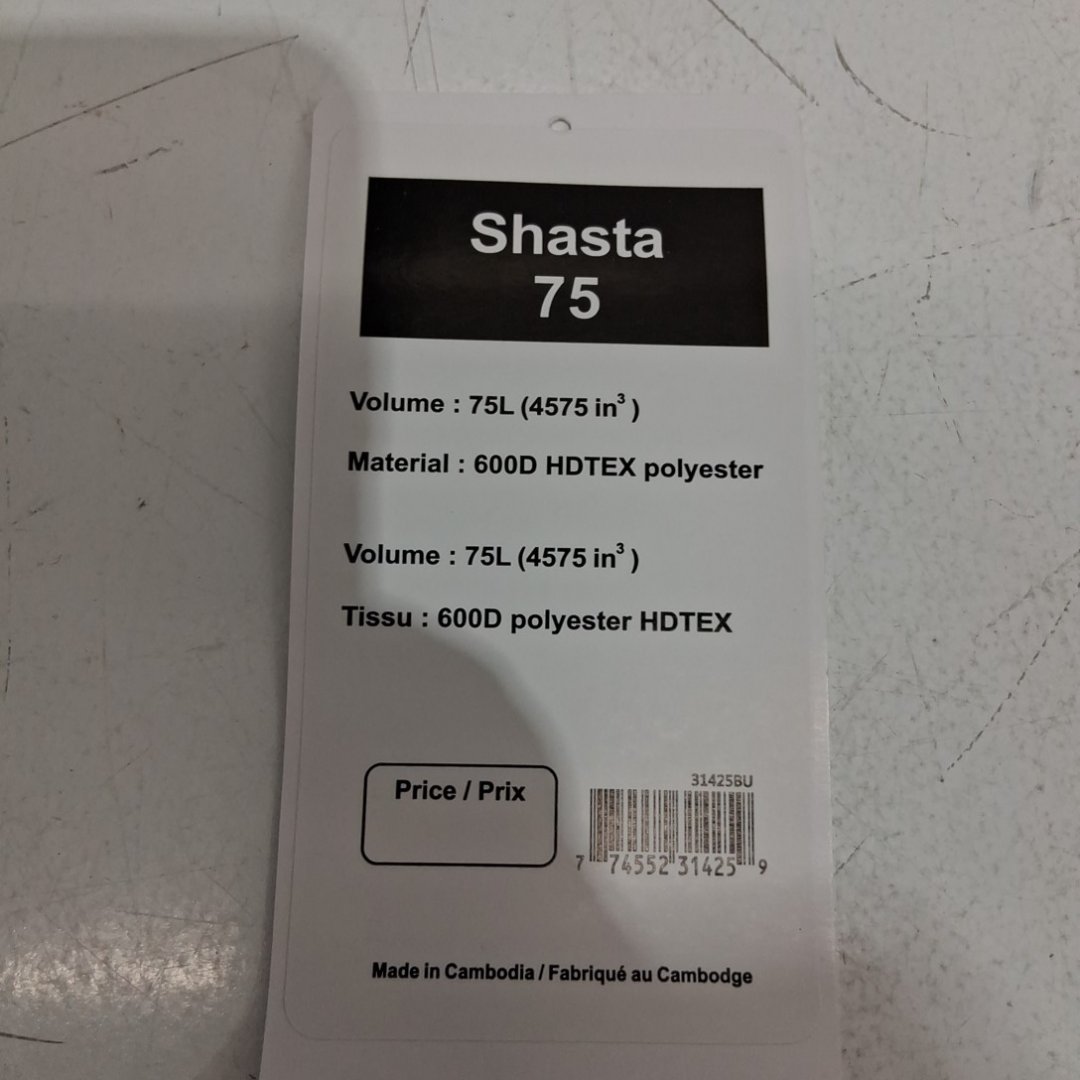 Shasta
75
Volume : 75L (4575 in³ )
Material : 600D HDTEX polyester
Volume : 75L (4575 in³ )
Tissu : 600D polyester HDTEX
Price / Prix
31425BU
7 74552 31425 9
Made in Cambodia / Fabriqué au Cambodge